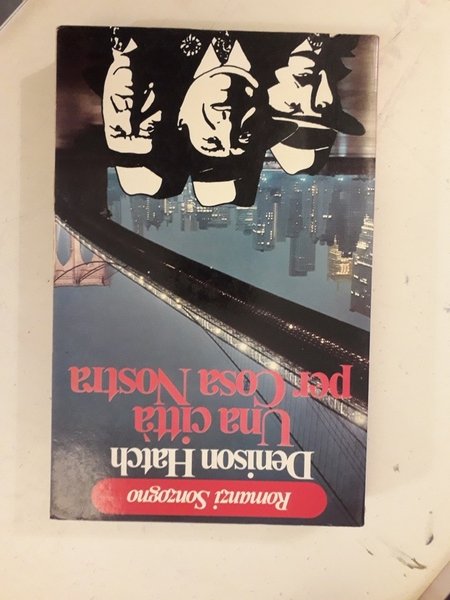 Romanzi Sonzogno
Denison Hatch
Una città
per Cosa Nostra